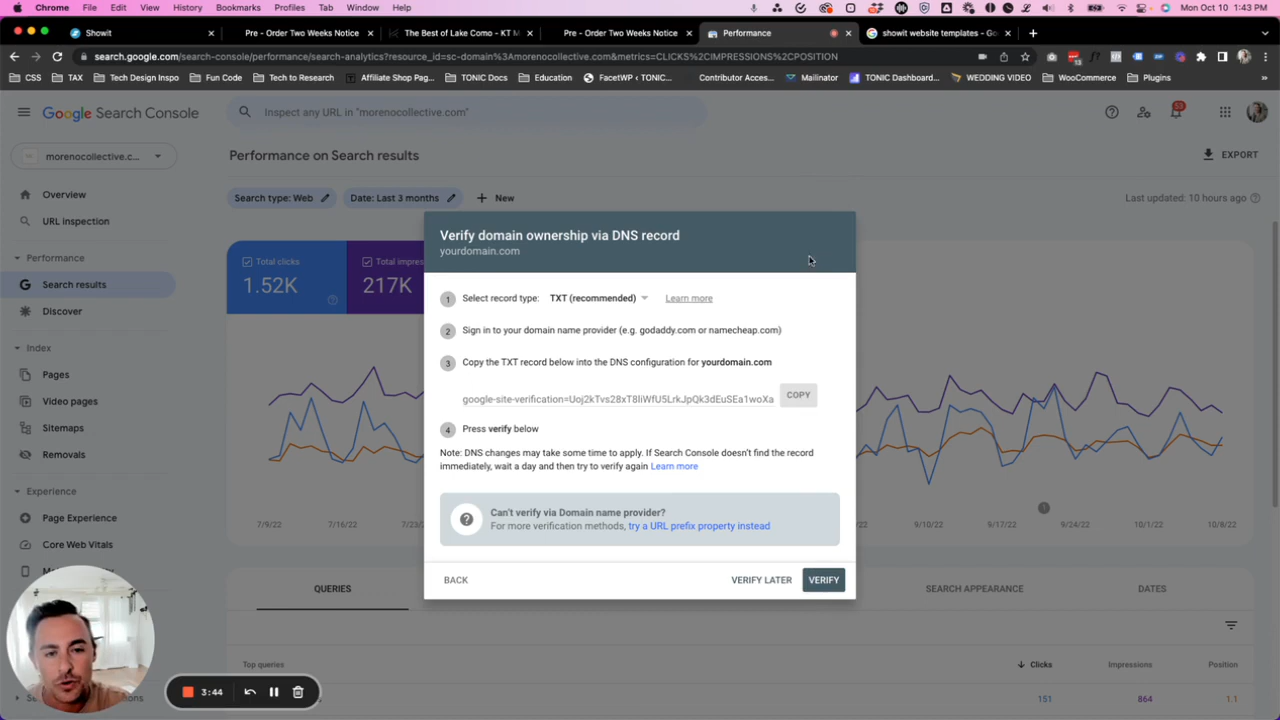 Chrome File Edit View History Bookmarks Profiles Tab Window Help
Mon Oct 10 1:43 PM
Showit
Pre - Order Two Weeks Notice
The Best of Lake Como - KT M
Pre - Order Two Weeks Notice
Performance
showit website templates - Go
search.google.com/search-console/performance/search-analytics?resource_id=sc-domain%3Amorenocollective.com&metrics=CLICKS%2CIMPRESSIONS%2CPOSITION
CSS TAX Tech Design Inspo Fun Code Tech to Research Affiliate Shop Pag... TONIC Docs Education FaceWP ‹ TONIC... Contributor Acces... Mailinator TONIC Dashboard... WEDDING VIDEO WooCommerce Plugins
Google Search Console
Inspect any URL in "morenocollective.com"
53
morenocollective.c...
Performance on Search results
EXPORT
Search type: Web
Date: Last 3 months
New
Last updated: 10 hours ago
Overview
URL inspection
Performance
Search results
Discover
Index
Pages
Video pages
Sitemaps
Removals
Experience
Page Experience
Core Web Vitals
Total clicks
1.52K
Total impres
217K
Verify domain ownership via DNS record
yourdomain.com
1 Select record type: TXT (recommended) Learn more
2 Sign in to your domain name provider (e.g. godaddy.com or namecheap.com)
3 Copy the TXT record below into the DNS configuration for yourdomain.com
google-site-verification=Uoj2kTvs28xT8IiWfU5LrkJpQk3dEuSEa1woXa
COPY
4 Press verify below
Note: DNS changes may take some time to apply. If Search Console doesn't find the record
immediately, wait a day and then try to verify again Learn more
Can't verify via Domain name provider?
For more verification methods, try a URL prefix property instead
BACK
VERIFY LATER
VERIFY
7/9/22 7/16/22 7/23/2 /22 9/10/22 9/17/22 9/24/22 10/1/22 10/8/22
1
QUERIES
SEARCH APPEARANCE
DATES
Top queries
Clicks
Impressions
Position
151
864
1.1
3:44